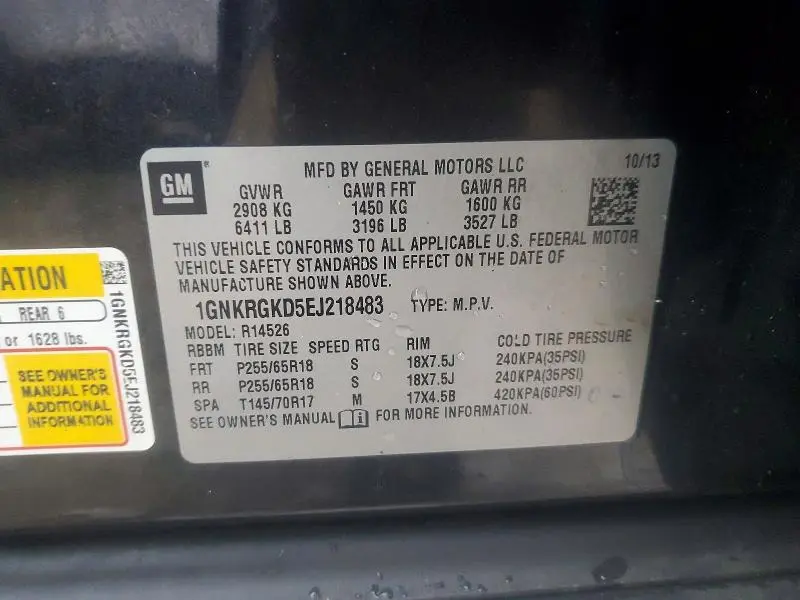 GM ®
MFD BY GENERAL MOTORS LLC 10/13
GVWR GAWR FRT GAWR RR
2908 KG 1450 KG 1600 KG
6411 LB 3196 LB 3527 LB
THIS VEHICLE CONFORMS TO ALL APPLICABLE U.S. FEDERAL MOTOR
VEHICLE SAFETY STANDARDS IN EFFECT ON THE DATE OF
MANUFACTURE SHOWN ABOVE.
1GNKRGKD5EJ218483 TYPE: M.P.V.
MODEL: R14526
RBBM TIRE SIZE SPEED RTG RIM COLD TIRE PRESSURE
FRT P255/65R18 S 18X7.5J 240KPA(35PSI)
RR P255/65R18 S 18X7.5J 240KPA(35PSI)
SPA T145/70R17 M 17X4.5B 420KPA(60PSI)
SEE OWNER'S MANUAL FOR MORE INFORMATION.
ATION
REAR 6
or 1628 lbs.
SEE OWNER'S
MANUAL FOR
ADDITIONAL
INFORMATION
1GNKRGKD5EJ218483